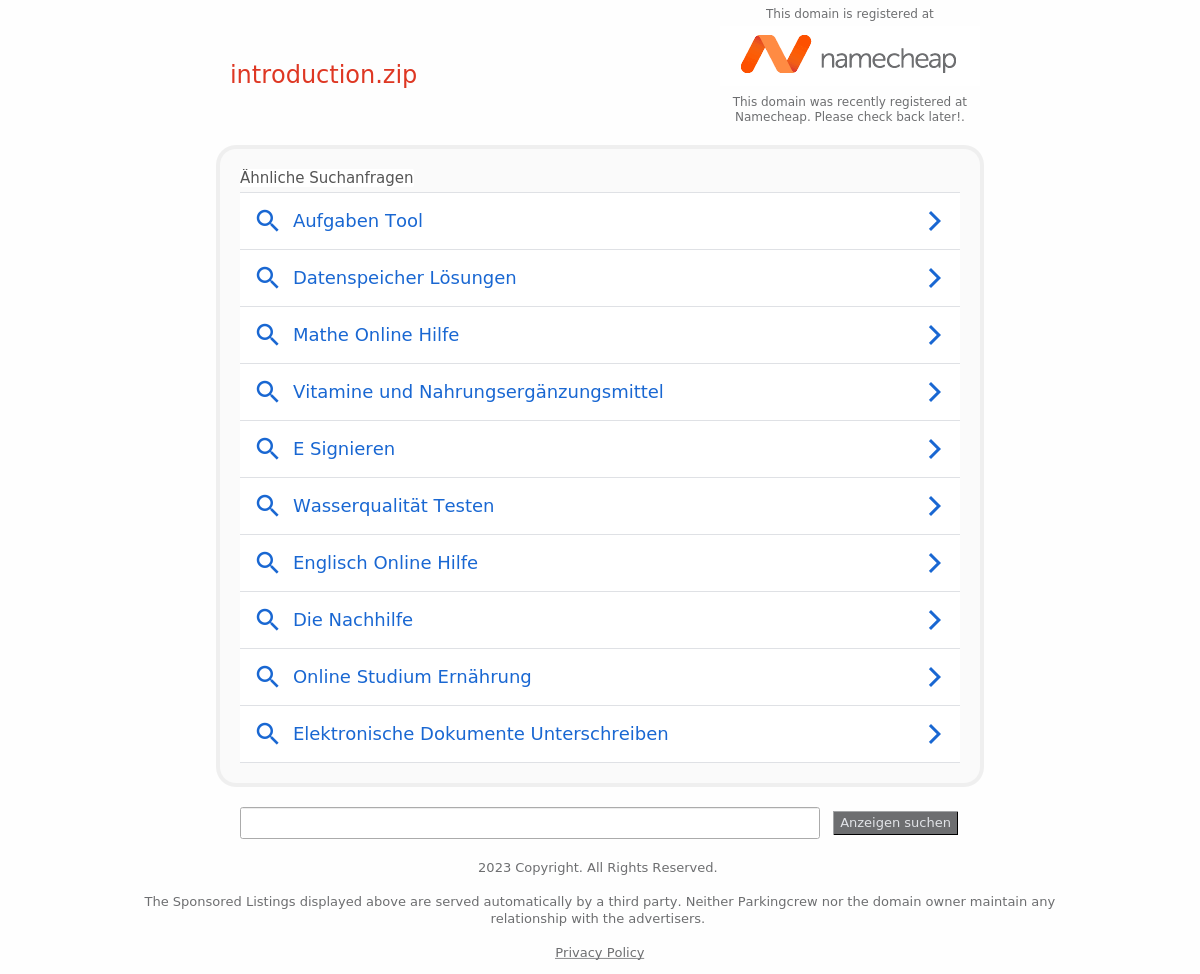 This domain is registered at
introduction.zip
namecheap
This domain was recently registered at
Namecheap. Please check back later!.
Ähnliche Suchanfragen
Aufgaben Tool
Datenspeicher Lösungen
Mathe Online Hilfe
Vitamine und Nahrungsergänzungsmittel
E Signieren
Wasserqualität Testen
Englisch Online Hilfe
Die Nachhilfe
Online Studium Ernährung
Elektronische Dokumente Unterschreiben
Anzeigen suchen
2023 Copyright. All Rights Reserved.
The Sponsored Listings displayed above are served automatically by a third party. Neither Parkingcrew nor the domain owner maintain any
relationship with the advertisers.
Privacy Policy